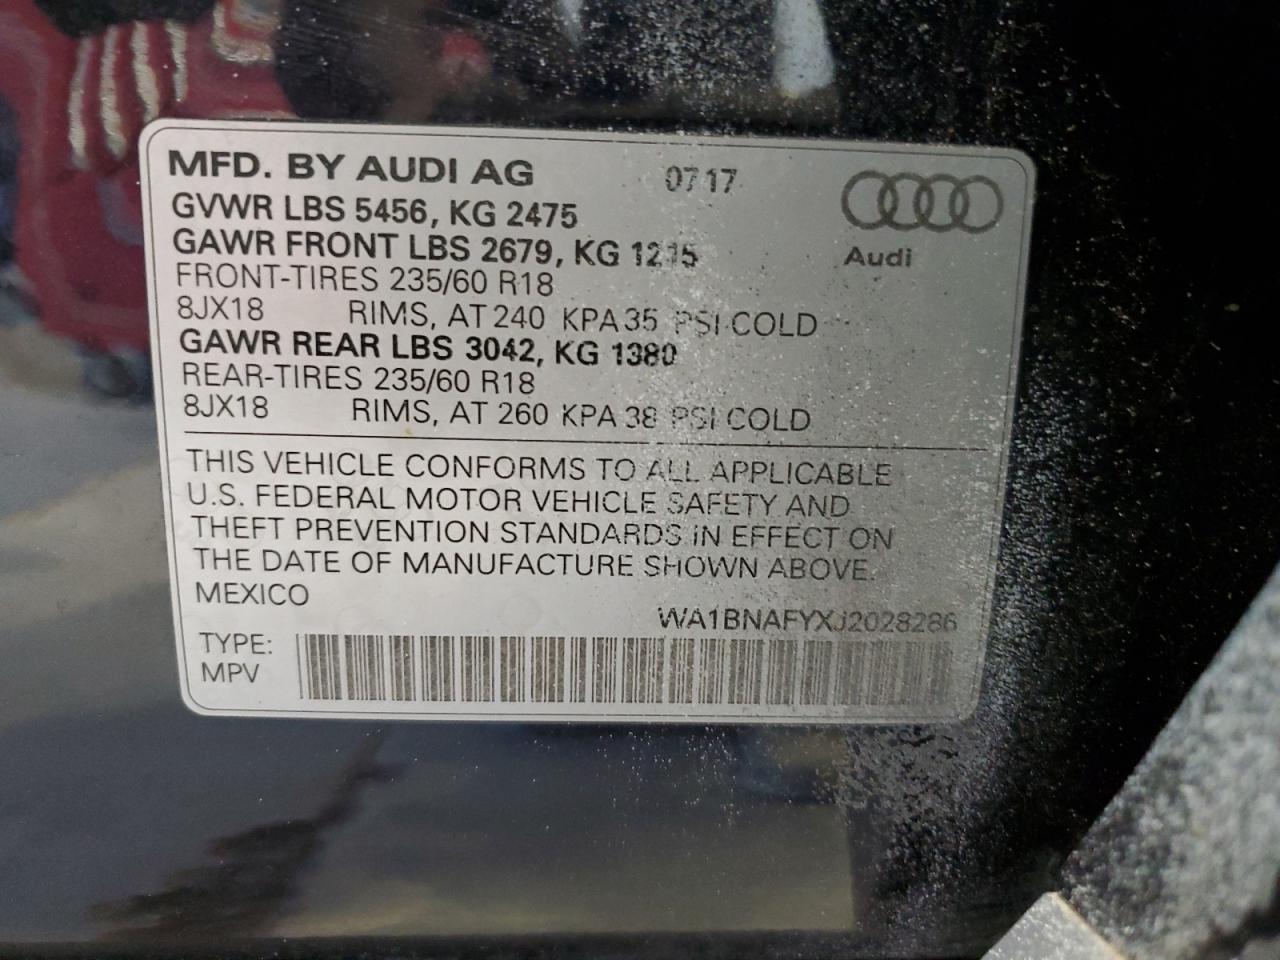 MFD. BY AUDI AG 0717
GVWR LBS 5456, KG 2475
GAWR FRONT LBS 2679, KG 1215
Audi
FRONT-TIRES 235/60 R18
8JX18 RIMS, AT 240 KPA 35 PSI COLD
GAWR REAR LBS 3042, KG 1380
REAR-TIRES 235/60 R18
8JX18 RIMS, AT 260 KPA 38 PSI COLD
THIS VEHICLE CONFORMS TO ALL APPLICABLE
U.S. FEDERAL MOTOR VEHICLE SAFETY AND
THEFT PREVENTION STANDARDS IN EFFECT ON
THE DATE OF MANUFACTURE SHOWN ABOVE.
MEXICO
WA1BNAFYXJ2028286
TYPE:
MPV